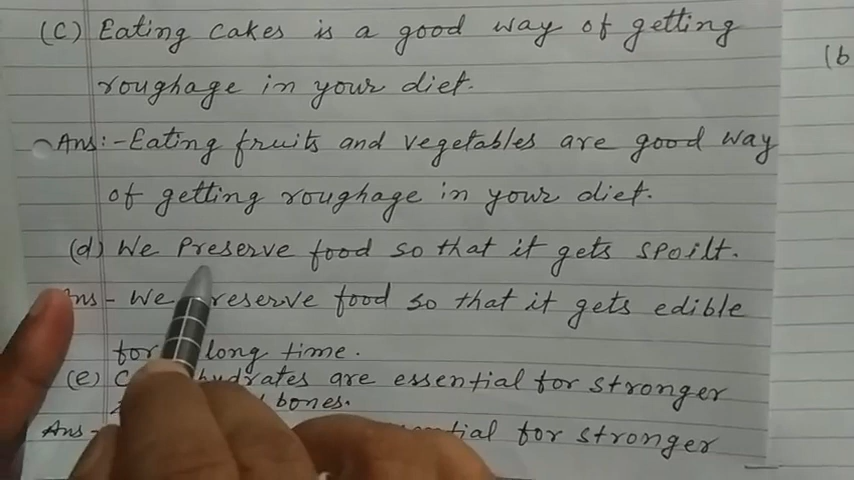 (C) Eating cakes is a good way of getting
roughage in your diet.
(b
Ans:- Eating fruits and vegetables are good way
of getting roughage in your diet.
(d) We Preserve food so that it gets spoilt.
Ans - We reserve food so that it gets edible
for long time.
(e) hydrates are essential for stronger
bones.
Ans - tial for stronger